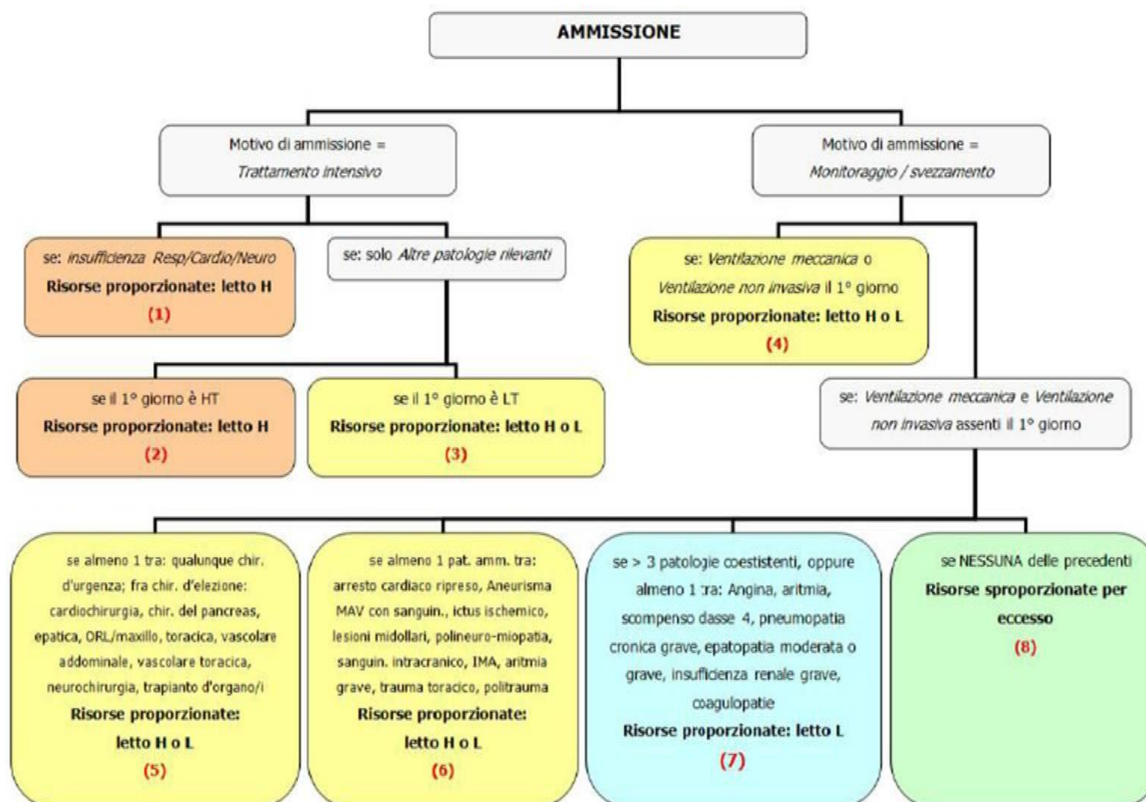 AMMISSIONE
Motivo di ammissione =
Trattamento intensivo
Motivo di ammissione =
Monitoraggio / svezzamento
se: insufficienza Resp/Cardio/Neuro
Risorse proporzionate: letto H
(1)
se: solo Altre patologie rilevanti
se: Ventilazione meccanica o
Ventilazione non invasiva il 1° giorno
Risorse proporzionate: letto H o L
(4)
se il 1° giorno è HT
Risorse proporzionate: letto H
(2)
se il 1° giorno è LT
Risorse proporzionate: letto H o L
(3)
se: Ventilazione meccanica e Ventilazione
non invasiva assenti il 1° giorno
se almeno 1 tra: qualunque chir.
d'urgenza; fra chir. d'elezione:
cardiochirurgia, chir. del pancreas,
epatica, ORL/maxillo, toracica, vascolare
addominale, vascolare toracica,
neurochirurgia, trapianto d'organo/i
Risorse proporzionate:
letto H o L
(5)
se almeno 1 pat. amm. tra:
arresto cardiaco ripreso, Aneurisma
MAV con sanguin., ictus ischemico,
lesioni midollari, polineuro-miopatia,
sanguin. intracranico, IMA, aritmia
grave, trauma toracico, politrauma
Risorse proporzionate:
letto H o L
(6)
se > 3 patologie coestistenti, oppure
almeno 1 tra: Angina, aritmia,
scompenso dasse 4, pneumopatia
cronica grave, epatopatia moderata o
grave, insufficienza renale grave,
coagulopatie
Risorse proporzionate: letto L
(7)
se NESSUNA delle precedenti
Risorse sproporzionate per
eccesso
(8)